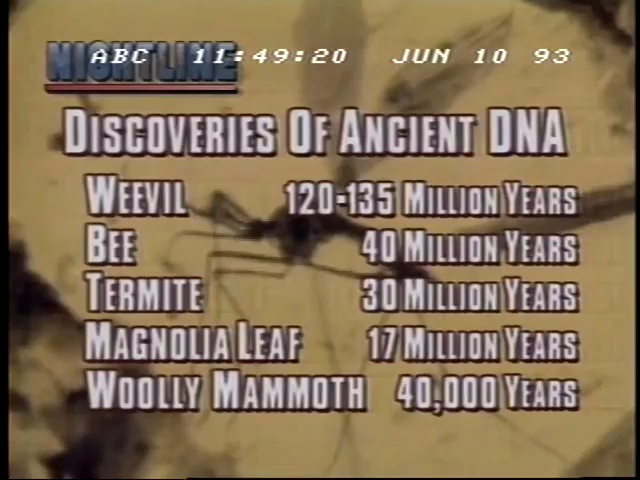 NIGHTLINE
ABC 11:49:20 JUN 10 93
DISCOVERIES OF ANCIENT DNA
WEEVIL 120-135 MILLION YEARS
BEE 40 MILLION YEARS
TERMITE 30 MILLION YEARS
MAGNOLIA LEAF 17 MILLION YEARS
WOOLLY MAMMOTH 40,000 YEARS